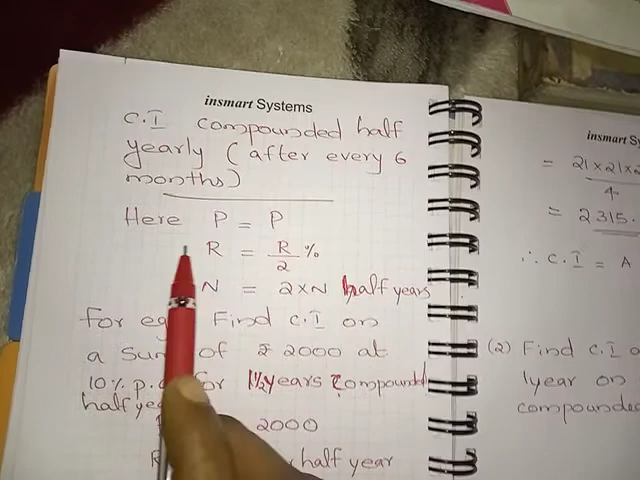 insmart Systems
C.I compounded half
yearly (after every 6
months)
Here P = P
R = R/2 %
N = 2×N half years
for eg Find C.I on
a sum of ₹ 2000 at
10% p.a for 1½ years compounded
half
2000
R half year
insmart Sy
= 21×21×2
4
= 2315.
∴ C.I = A
(2) Find C.I
1year on
compounded